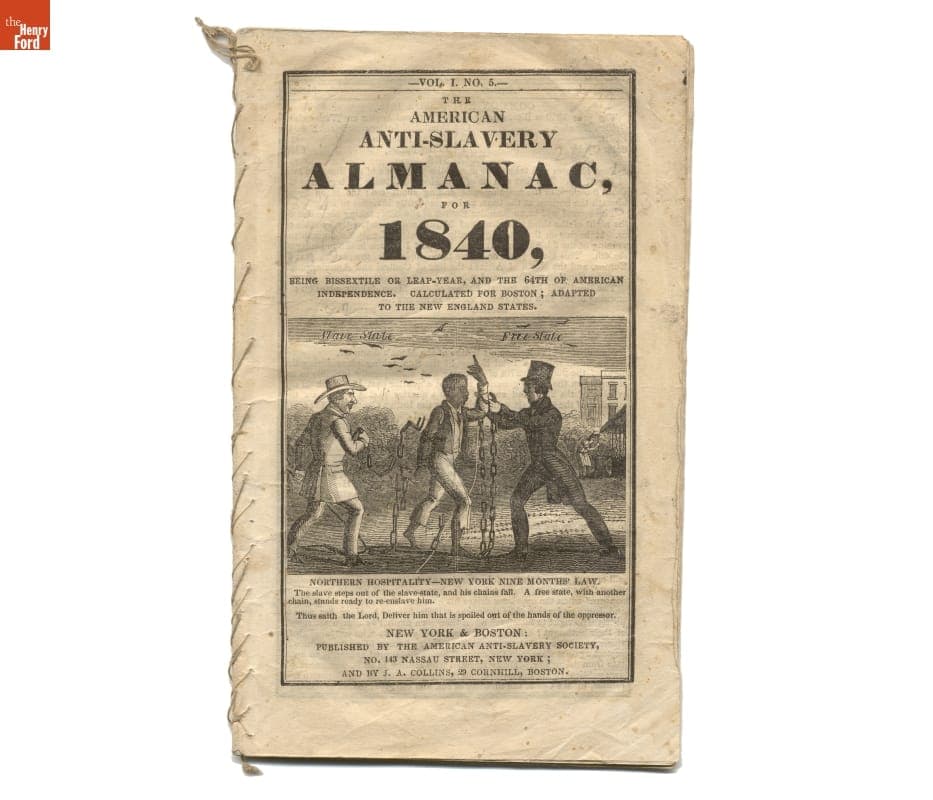 the
Henry
Ford
—VOL. I. NO. 5.—
THE
AMERICAN
ANTI-SLAVERY
ALMANAC,
FOR
1840,
BEING BISSEXTILE OR LEAP-YEAR, AND THE 64TH OF AMERICAN
INDEPENDENCE. CALCULATED FOR BOSTON; ADAPTED
TO THE NEW ENGLAND STATES.
Slave State Free State
NORTHERN HOSPITALITY—NEW YORK NINE MONTHS' LAW.
The slave steps out of the slave-state, and his chains fall. A free state, with another
chain, stands ready to re-enslave him.
Thus saith the Lord, Deliver him that is spoiled out of the hands of the oppressor.
NEW YORK & BOSTON:
PUBLISHED BY THE AMERICAN ANTI-SLAVERY SOCIETY,
NO. 143 NASSAU STREET, NEW YORK;
AND BY J. A. COLLINS, 29 CORNHILL, BOSTON.